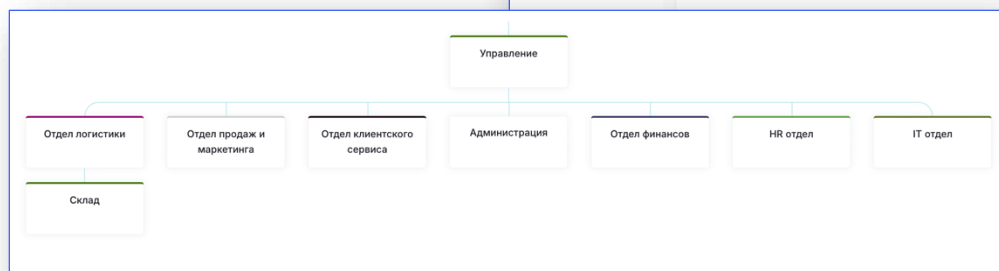 Управление
Отдел логистики
Отдел продаж и
маркетинга
Отдел клиентского
сервиса
Администрация
Отдел финансов
HR отдел
IT отдел
Склад